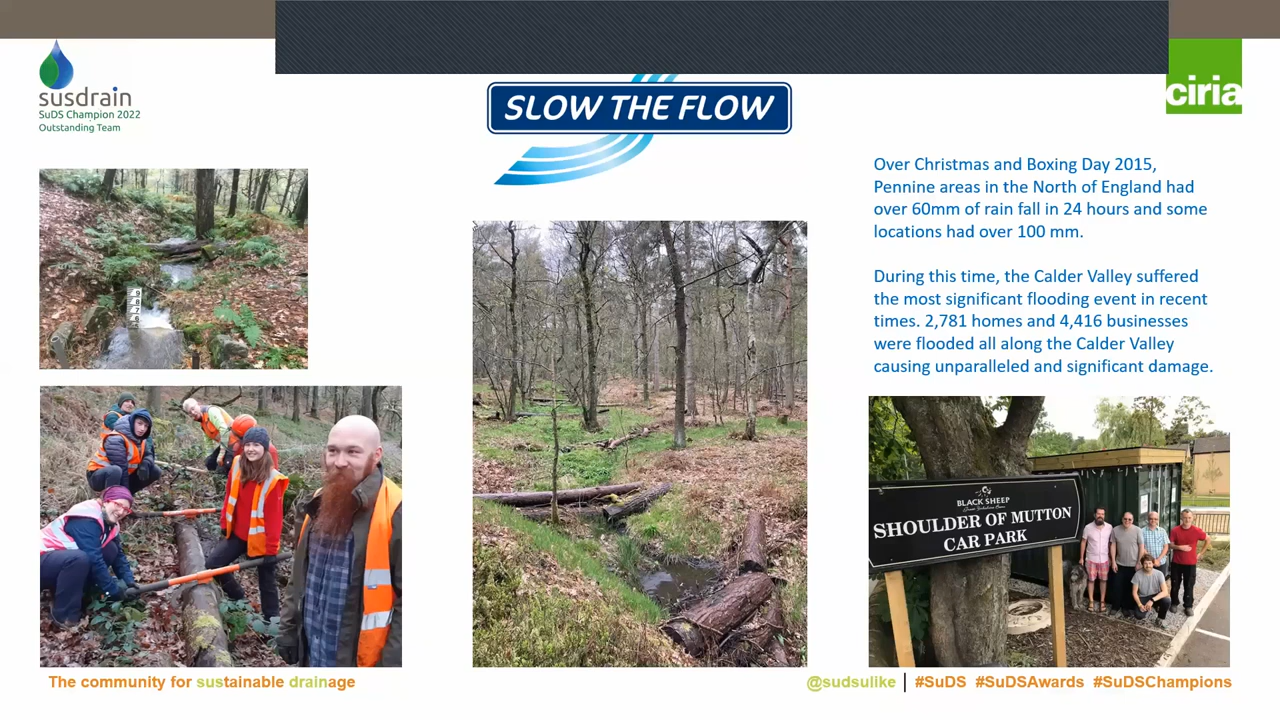 susdrain
SuDS Champion 2022
Outstanding Team
SLOW THE FLOW
ciria
Over Christmas and Boxing Day 2015,
Pennine areas in the North of England had
over 60mm of rain fall in 24 hours and some
locations had over 100 mm.
During this time, the Calder Valley suffered
the most significant flooding event in recent
times. 2,781 homes and 4,416 businesses
were flooded all along the Calder Valley
causing unparalleled and significant damage.
9
8
7
6
BLACK SHEEP
SHOULDER OF MUTTON
CAR PARK
The community for sustainable drainage
@sudsulike | #SuDS #SuDSAwards #SuDSChampions